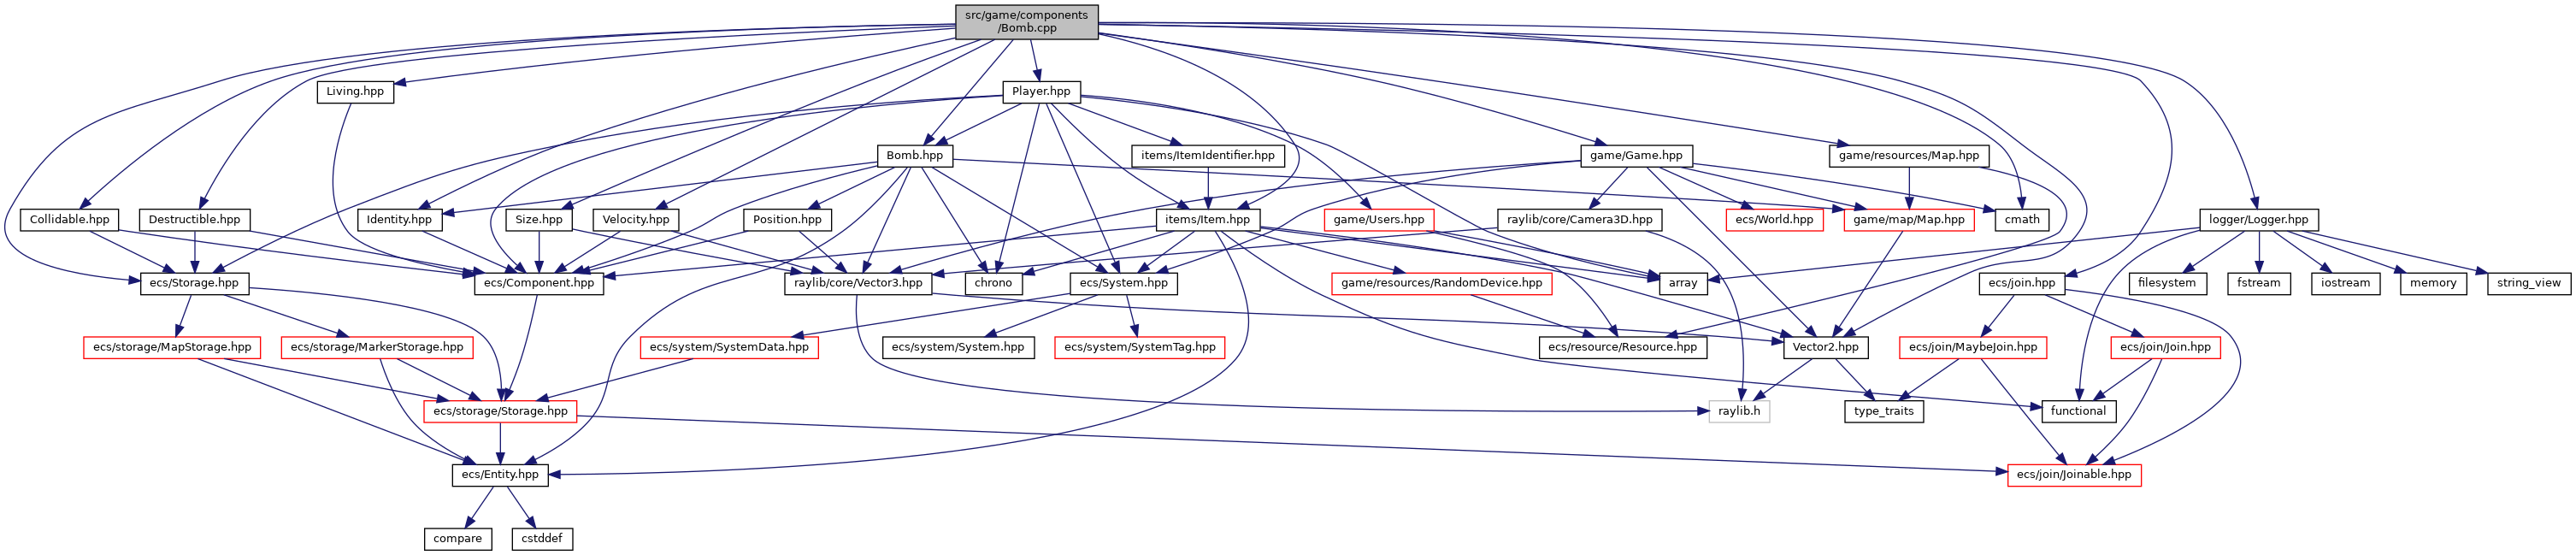 src/game/components
/Bomb.cpp
Living.hpp
Player.hpp
Bomb.hpp
items/ItemIdentifier.hpp
game/Game.hpp
game/resources/Map.hpp
Collidable.hpp
Destructible.hpp
Identity.hpp
Size.hpp
Velocity.hpp
Position.hpp
items/Item.hpp
game/Users.hpp
raylib/core/Camera3D.hpp
ecs/World.hpp
game/map/Map.hpp
cmath
logger/Logger.hpp
ecs/Storage.hpp
ecs/Component.hpp
raylib/core/Vector3.hpp
chrono
ecs/System.hpp
game/resources/RandomDevice.hpp
array
ecs/join.hpp
filesystem
fstream
iostream
memory
string_view
ecs/storage/MapStorage.hpp
ecs/storage/MarkerStorage.hpp
ecs/system/SystemData.hpp
ecs/system/System.hpp
ecs/system/SystemTag.hpp
ecs/resource/Resource.hpp
Vector2.hpp
ecs/join/MaybeJoin.hpp
ecs/join/Join.hpp
ecs/storage/Storage.hpp
raylib.h
type_traits
functional
ecs/Entity.hpp
ecs/join/Joinable.hpp
compare
cstddef